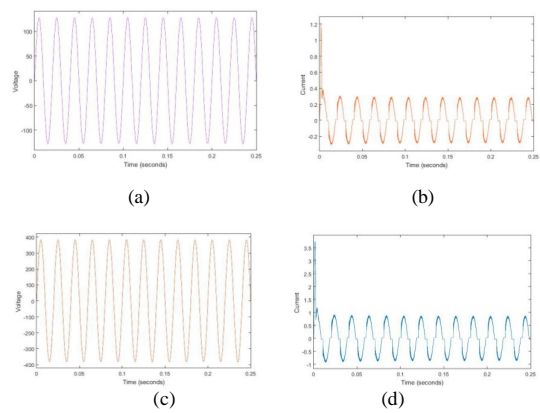 100
50
0
-50
-100
Voltage
0 0.05 0.1 0.15 0.2 0.25
Time (seconds)
(a)
1.2
1
0.8
0.6
0.4
0.2
0
-0.2
Current
0 0.05 0.1 0.15 0.2 0.25
Time (seconds)
(b)
400
300
200
100
0
-100
-200
-300
-400
Voltage
0 0.05 0.1 0.15 0.2 0.25
Time (seconds)
(c)
3.5
3
2.5
2
1.5
1
0.5
0
-0.5
-1
Current
0 0.05 0.1 0.15 0.2 0.25
Time (seconds)
(d)